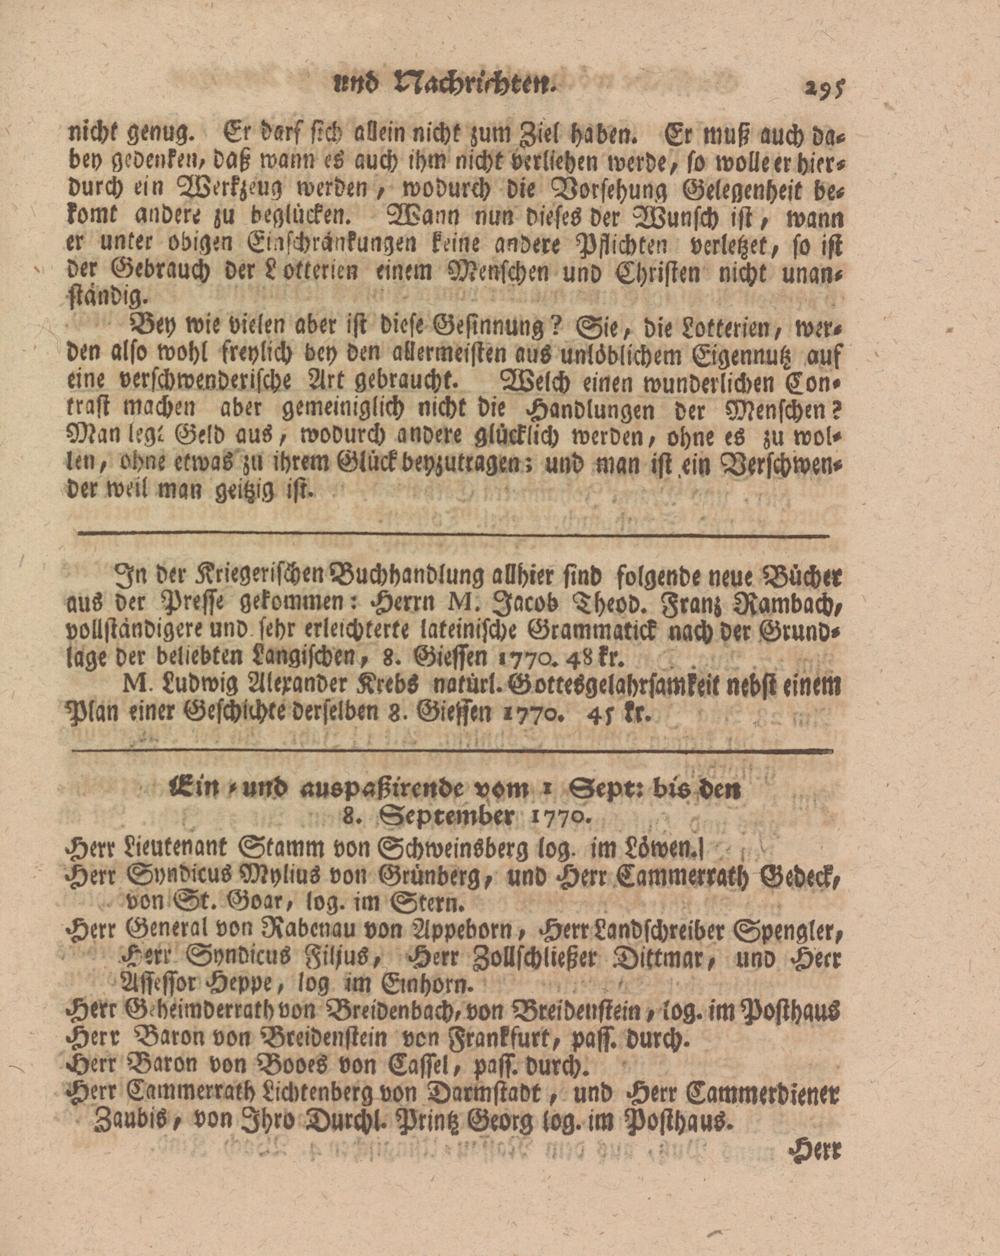 und Nachrichten. 295
nicht genug. Er darf sich allein nicht zum Ziel haben. Er muß auch da-
bey gedenken, daß wann es auch ihm nicht verliehen werde, so wolle er hier-
durch ein Werkzeug werden, wodurch die Vorsehung Gelegenheit be-
komt andere zu beglücken. Wann nun dieses der Wunsch ist, wann
er unter obigen Einschränkungen keine andere Pflichten verletzet, so ist
der Gebrauch der Lotterien einem Menschen und Christen nicht unan-
ständig.
Bey wie vielen aber ist diese Gesinnung? Sie, die Lotterien, wer-
den also wohl freylich bey den allermeisten aus unlöblichem Eigennutz auf
eine verschwenderische Art gebraucht. Welch einen wunderlichen Con-
trast machen aber gemeiniglich nicht die Handlungen der Menschen?
Man legt Geld aus, wodurch andere glücklich werden, ohne es zu wol-
len, ohne etwas zu ihrem Glück beyzutragen; und man ist ein Verschwen-
der weil man geitzig ist.
In der Kriegerischen Buchhandlung allhier sind folgende neue Bücher
aus der Presse gekommen: Herrn M. Jacob Theod. Franz Rambach,
vollständigere und sehr erleichterte lateinische Grammatick nach der Grund-
lage der beliebten Langischen, 8. Giessen 1770. 48 kr.
M. Ludwig Alexander Krebs natürl. Gottesgelahrsamkeit nebst einem
Plan einer Geschichte derselben 8. Giessen 1770. 45 kr.
Ein- und auspaßirende vom 1 Sept: bis den
8. September 1770.
Herr Lieutenant Stamm von Schweinsberg log. im Löwen.
Herr Syndicus Mylius von Grünberg, und Herr Cammerrath Gedeck,
von St. Goar, log. im Stern.
Herr General von Rabenau von Appeborn, Herr Landschreiber Spengler,
Herr Syndicus Filjus, Herr Zollschließer Dittmar, und Herr
Assessor Heppe, log im Einhorn.
Herr Geheimderrath von Breidenbach, von Breidenstein, log. im Posthaus
Herr Baron von Breidenstein von Frankfurt, pass. durch.
Herr Baron von Booes von Cassel, pass. durch.
Herr Cammerrath Lichtenberg von Darmstadt, und Herr Cammerdiener
Zaubis, von Ihro Durchl. Printz Georg log. im Posthaus.
Herr